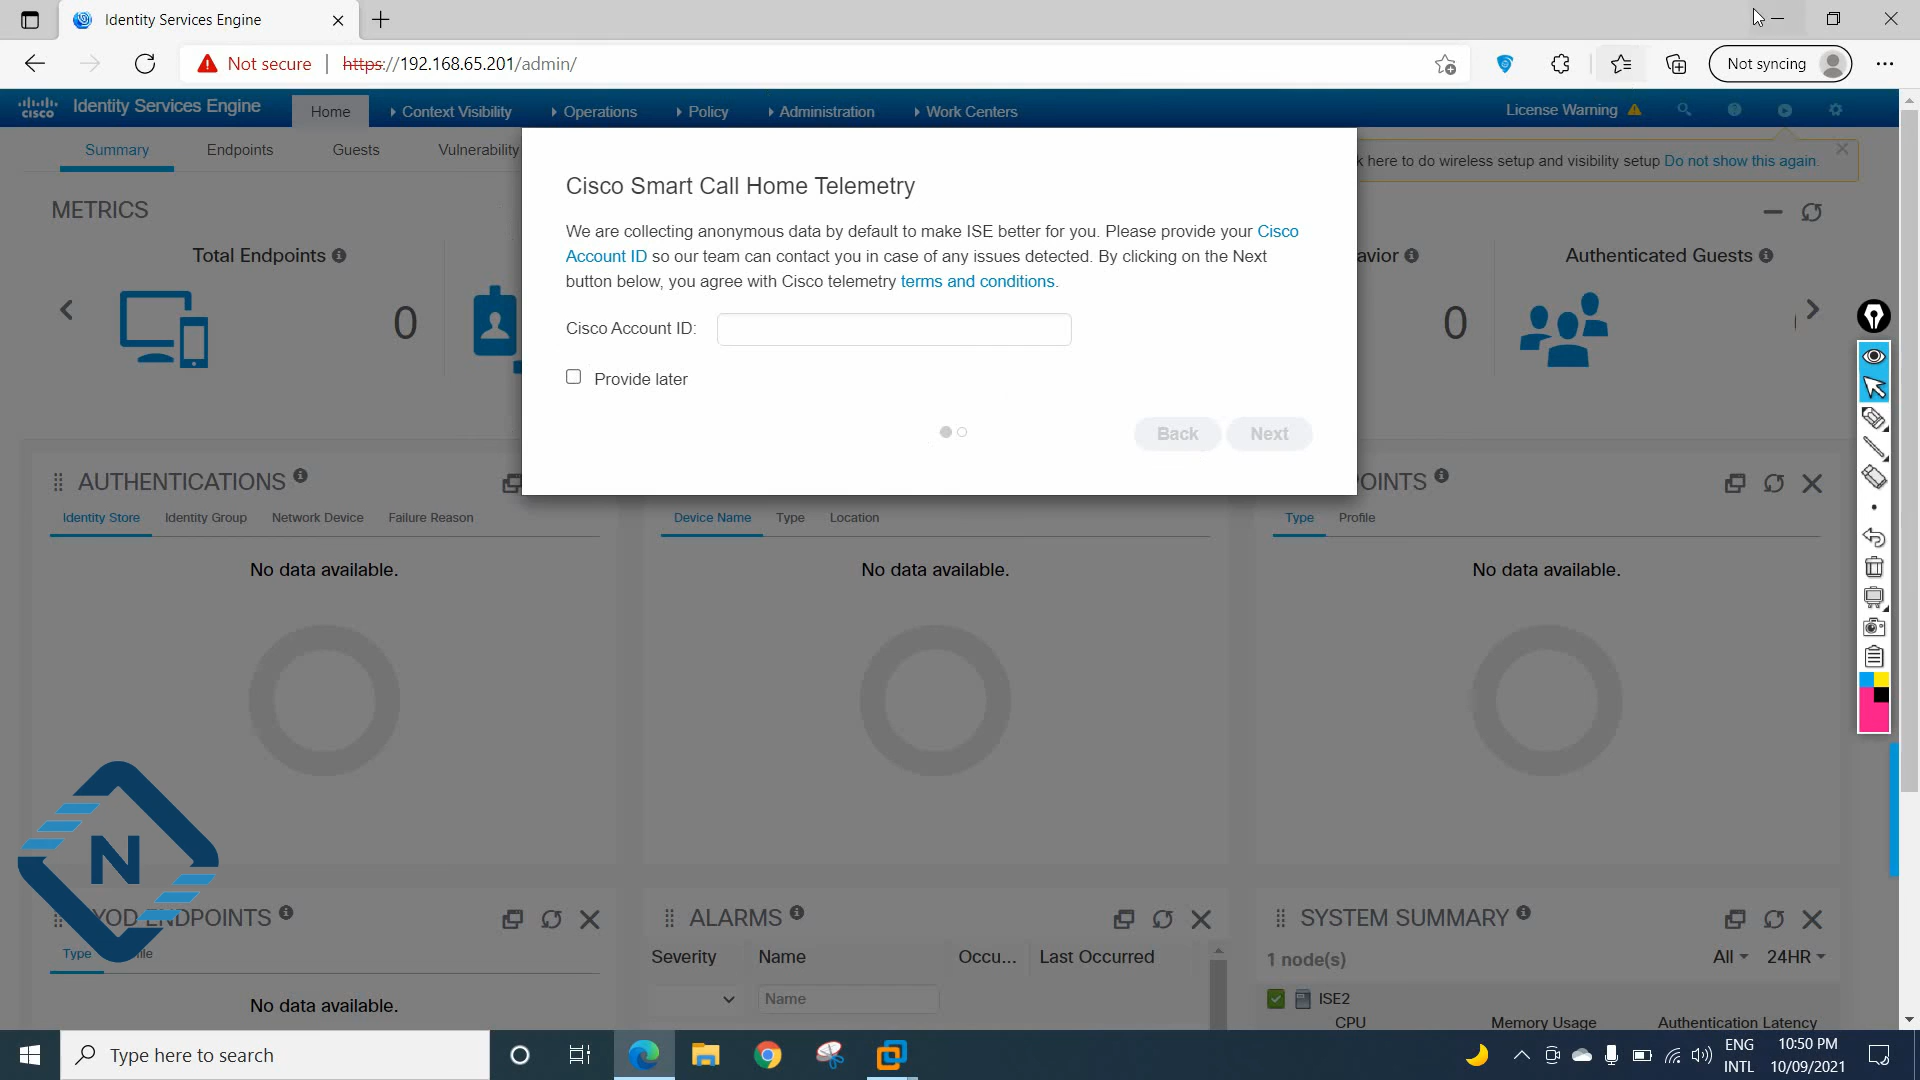 Identity Services Engine
Not secure
https://192.168.65.201/admin/
Not syncing
cisco
Identity Services Engine
Home
Context Visibility
Operations
Policy
Administration
Work Centers
License Warning
Summary
Endpoints
Guests
Vulnerability
here to do wireless setup and visibility setup Do not show this again.
METRICS
Total Endpoints
0
avior
0
Authenticated Guests
Cisco Smart Call Home Telemetry
We are collecting anonymous data by default to make ISE better for you. Please provide your Cisco
Account ID so our team can contact you in case of any issues detected. By clicking on the Next
button below, you agree with Cisco telemetry terms and conditions.
Cisco Account ID:
Provide later
Back
Next
AUTHENTICATIONS
Identity Store
Identity Group
Network Device
Failure Reason
No data available.
Device Name
Type
Location
No data available.
POINTS
Type
Profile
No data available.
N
YOD ENDPOINTS
Type
ile
No data available.
ALARMS
Severity
Name
Occu...
Last Occurred
Name
SYSTEM SUMMARY
1 node(s)
All
24HR
ISE2
CPU
Memory Usage
Authentication Latency
Type here to search
ENG
INTL
10:50 PM
10/09/2021